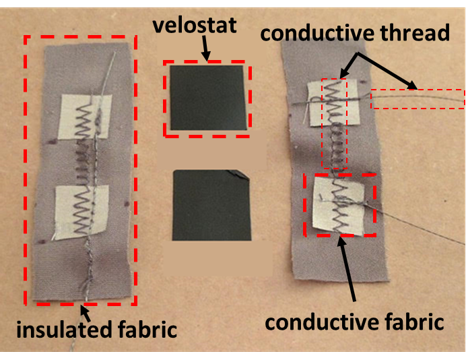 velostat
conductive thread
insulated fabric
conductive fabric